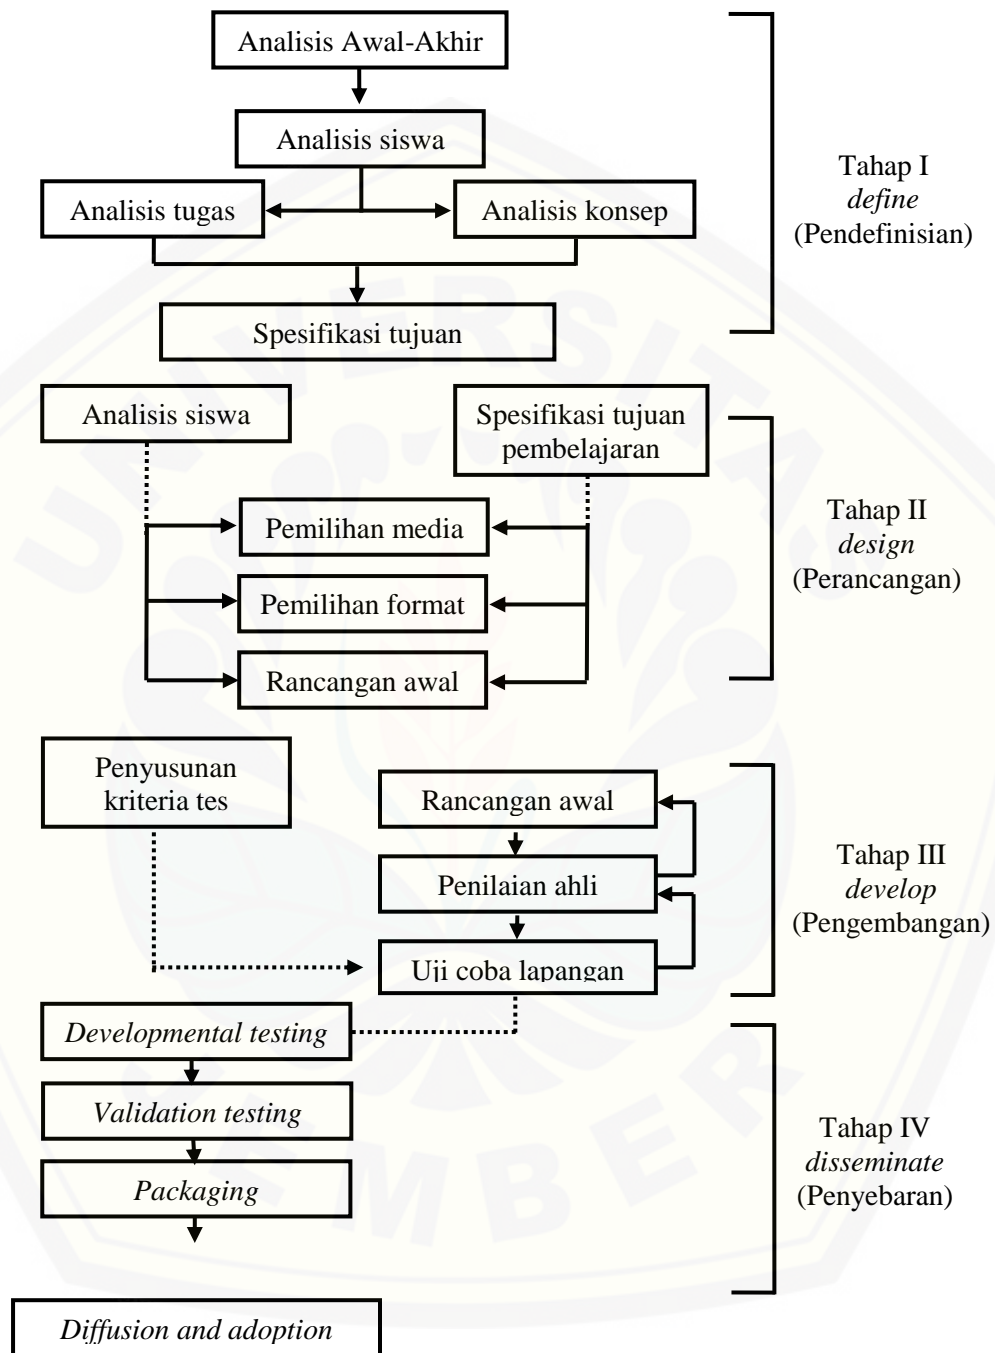 Analisis Awal-Akhir
Analisis siswa
Analisis tugas
Analisis konsep
Spesifikasi tujuan
Tahap I
define
(Pendefinisian)
Analisis siswa
Spesifikasi tujuan
pembelajaran
Pemilihan media
Pemilihan format
Rancangan awal
Tahap II
design
(Perancangan)
Penyusunan
kriteria tes
Rancangan awal
Penilaian ahli
Uji coba lapangan
Tahap III
develop
(Pengembangan)
Developmental testing
Validation testing
Packaging
Diffusion and adoption
Tahap IV
disseminate
(Penyebaran)
UNIVERSITAS
JEMBER